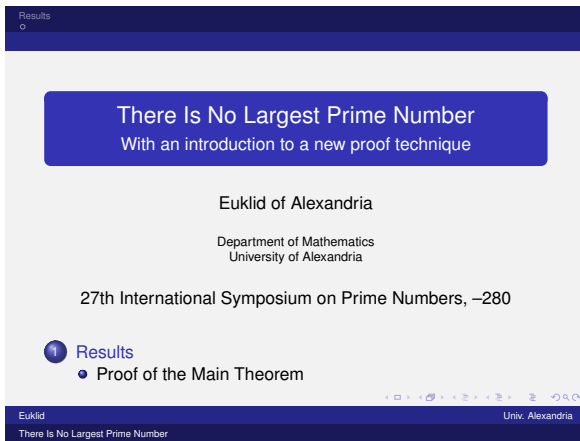 Results
There Is No Largest Prime Number
With an introduction to a new proof technique
Euklid of Alexandria
Department of Mathematics
University of Alexandria
27th International Symposium on Prime Numbers, –280
1 Results
Proof of the Main Theorem
Euklid Univ. Alexandria
There Is No Largest Prime Number